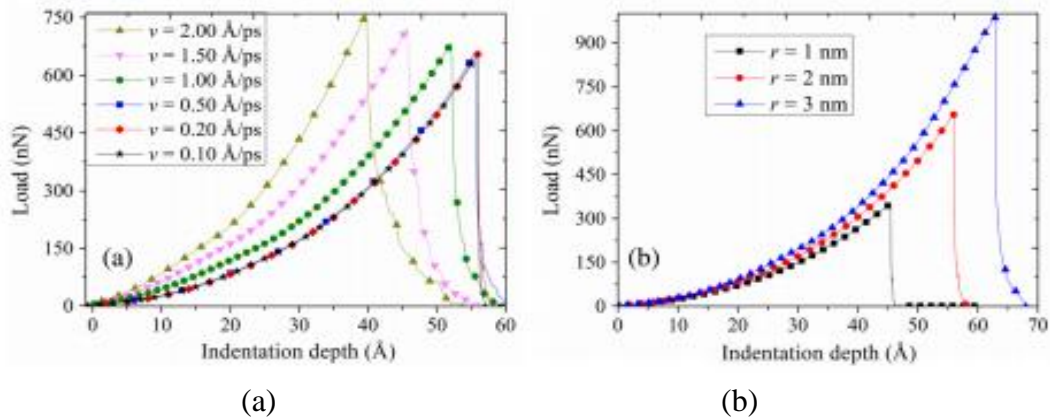 750
600
450
300
150
0
Load (nN)
v = 2.00 Å/ps
v = 1.50 Å/ps
v = 1.00 Å/ps
v = 0.50 Å/ps
v = 0.20 Å/ps
v = 0.10 Å/ps
(a)
0 10 20 30 40 50 60
Indentation depth (Å)
900
750
600
450
300
150
0
Load (nN)
r = 1 nm
r = 2 nm
r = 3 nm
(b)
0 10 20 30 40 50 60 70
Indentation depth (Å)
(a) (b)